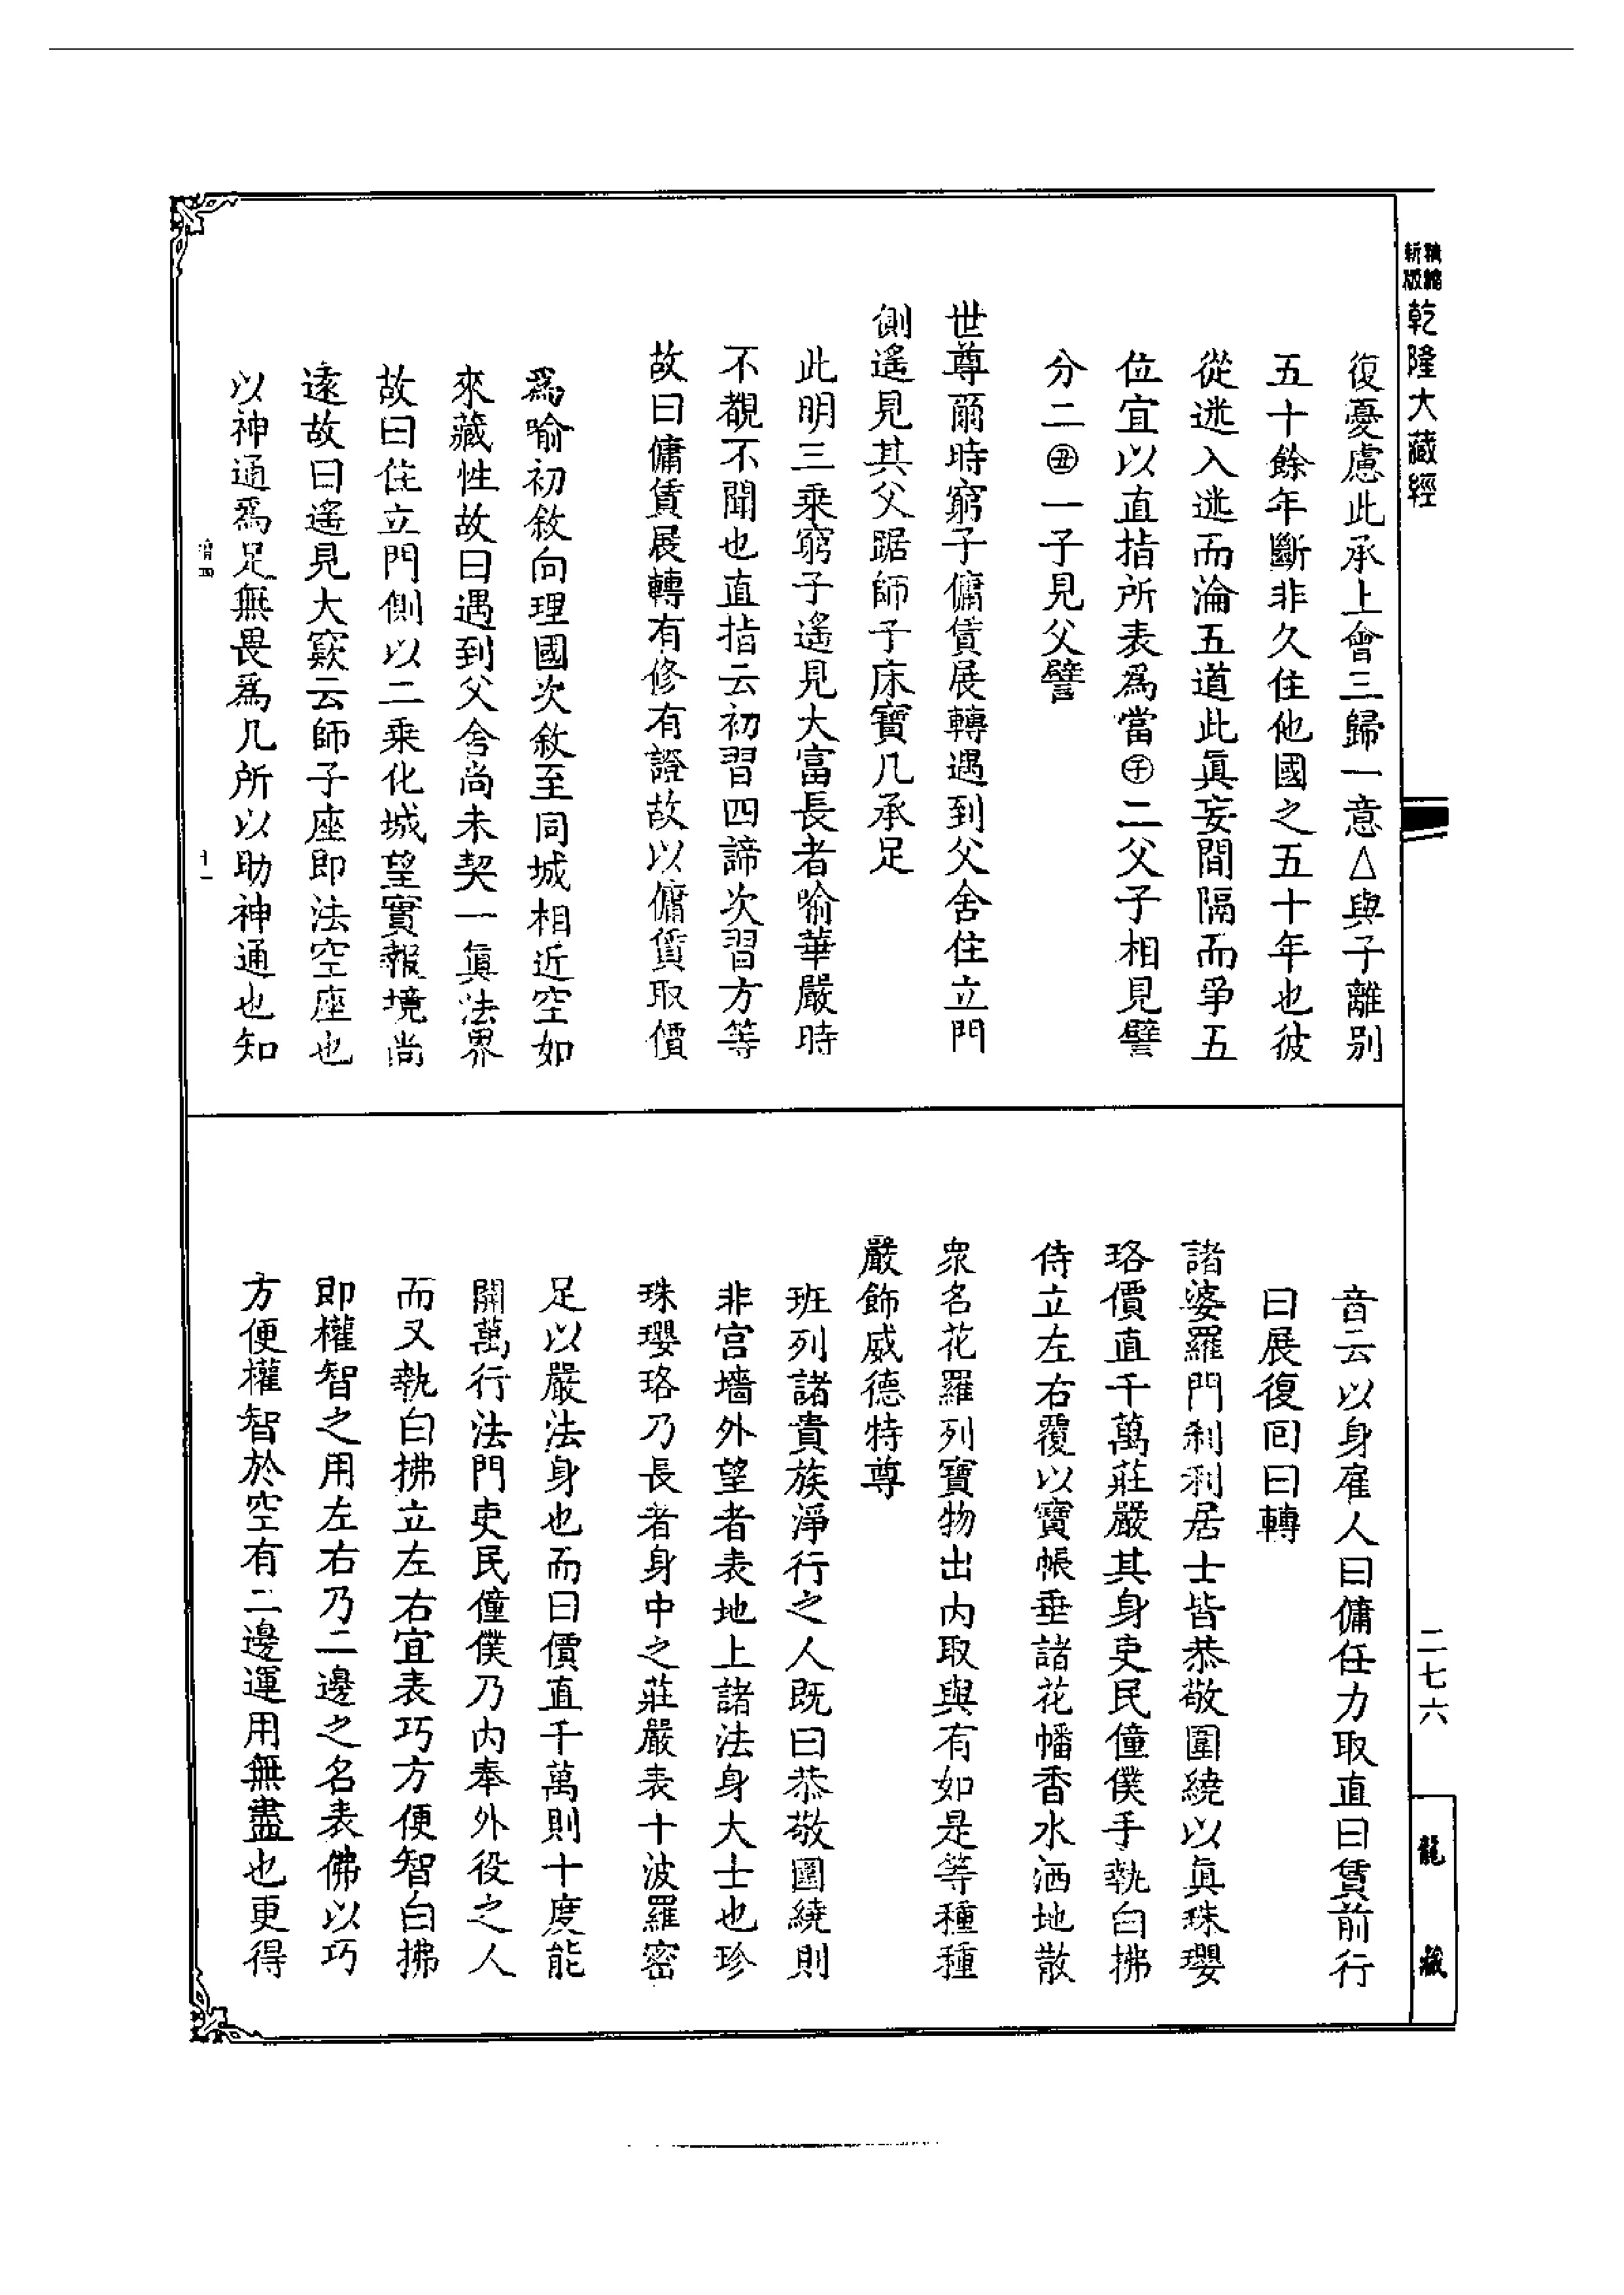 精縮新版
乾隆大藏經
復憂慮此承上會三歸一意△與子離別
五十餘年斷非久住他國之五十年也彼
從逃入逃而淪五道此眞妄間隔而爭五
位宜以直指所表爲當㊢子二父子相見譬
分二㊄丑一子見父譬
世尊爾時窮子傭賃展轉遇到父舍住立門
側遙見其父踞師子床寶几承足
此明三乘窮子遙見大富長者喻華嚴時
不覩不聞也直指云初習四諦次習方等
故曰傭賃展轉有修有證故以傭賃取價
爲喻初敘向理國次敘至同城相近空如
來藏性故曰遇到父舍尚未契一眞法界
故曰住立門側以二乘化城望實報境尚
遠故曰遙見大窾云師子座即法空座也
以神通爲足無畏爲几所以助神通也知
音云以身雇人曰傭任力取直曰賃前行
曰展復回曰轉
諸婆羅門刹利居士皆恭敬圍繞以眞珠瓔
珞價直千萬莊嚴其身吏民僮僕手執白拂
侍立左右覆以寶帳垂諸花幡香水洒地散
衆名花羅列寶物出內取與有如是等種種
嚴飾威德特尊
班列諸貴族淨行之人既曰恭敬圍繞則
非宫墻外望者表地上諸法身大士也珍
珠瓔珞乃長者身中之莊嚴表十波羅密
足以嚴法身也而曰價直千萬則十度能
開萬行法門吏民僮僕乃內奉外役之人
而又執白拂立左右宜表巧方便智白拂
即權智之用左右乃二邊之名表佛以巧
方便權智於空有二邊運用無盡也更得
二七六
龍藏